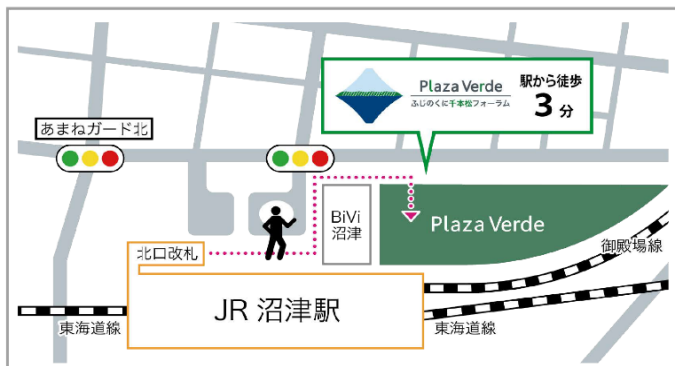 Plaza Verde
ふじのくに千本松フォーラム
駅から徒歩
3分
あまねガード北
BiVi
沼津
Plaza Verde
北口改札
御殿場線
JR 沼津駅
東海道線
東海道線